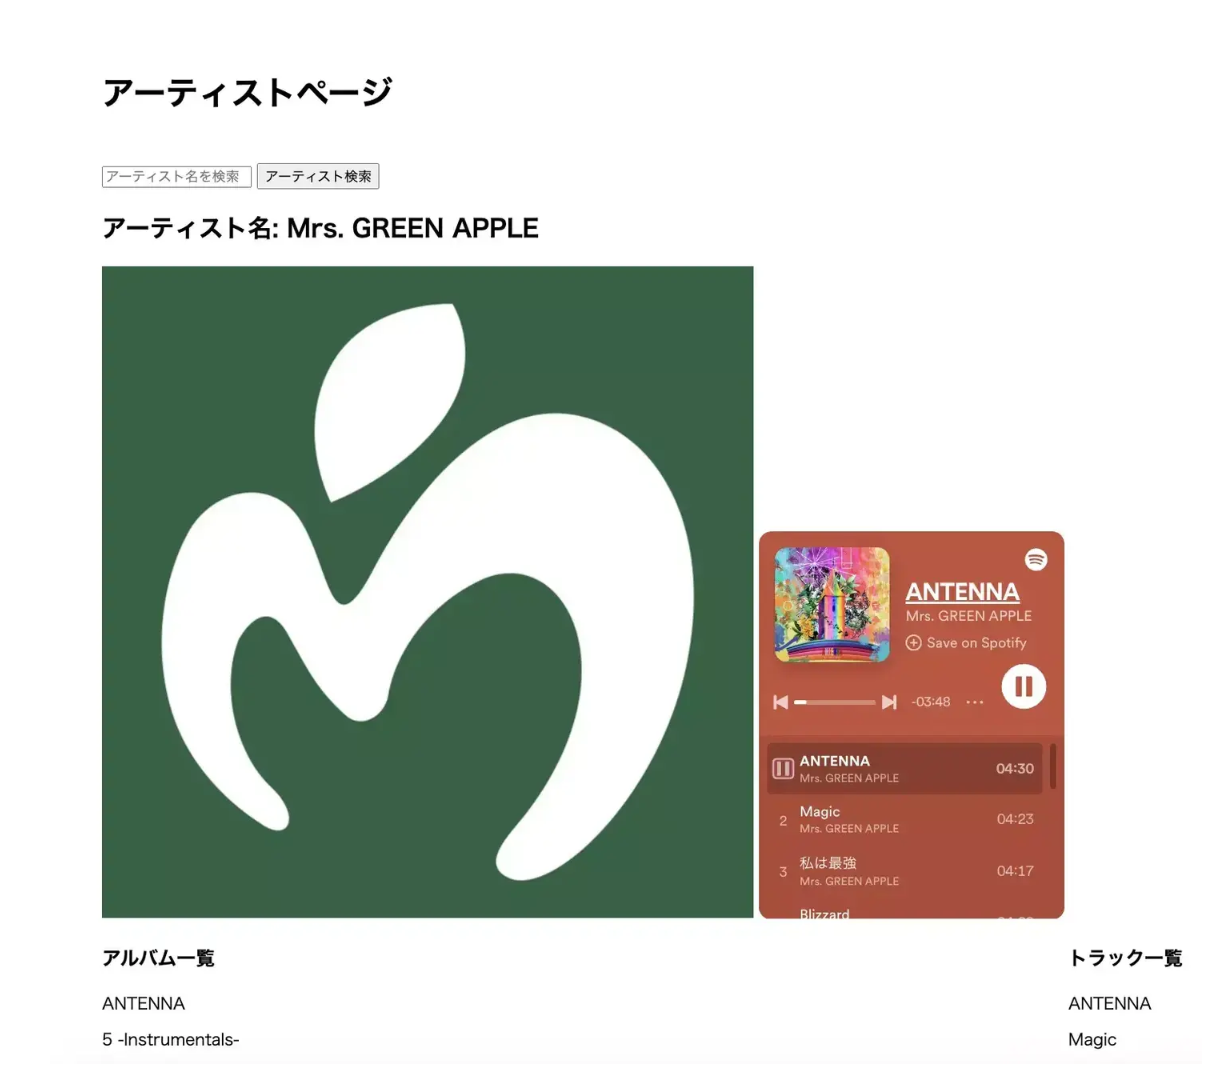 アーティストページ
アーティスト名を検索 アーティスト検索
アーティスト名: Mrs. GREEN APPLE
ANTENNA
Mrs. GREEN APPLE
Save on Spotify
-03:48
ANTENNA 04:30
Mrs. GREEN APPLE
2 Magic 04:23
Mrs. GREEN APPLE
3 私は最強 04:17
Mrs. GREEN APPLE
Blizzard
アルバム一覧
ANTENNA
5 -Instrumentals-
トラック一覧
ANTENNA
Magic